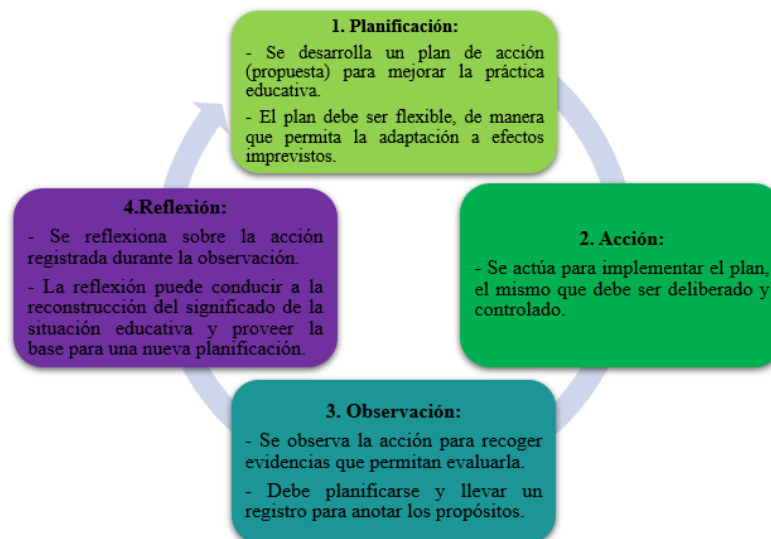 1. Planificación:
- Se desarrolla un plan de acción
(propuesta) para mejorar la práctica
educativa.
- El plan debe ser flexible, de manera
que permita la adaptación a efectos
imprevistos.
2. Acción:
- Se actúa para implementar el plan,
el mismo que debe ser deliberado y
controlado.
3. Observación:
- Se observa la acción para recoger
evidencias que permitan evaluarla.
- Debe planificarse y llevar un
registro para anotar los propósitos.
4.Reflexión:
- Se reflexiona sobre la acción
registrada durante la observación.
- La reflexión puede conducir a la
reconstrucción del significado de la
situación educativa y proveer la
base para una nueva planificación.